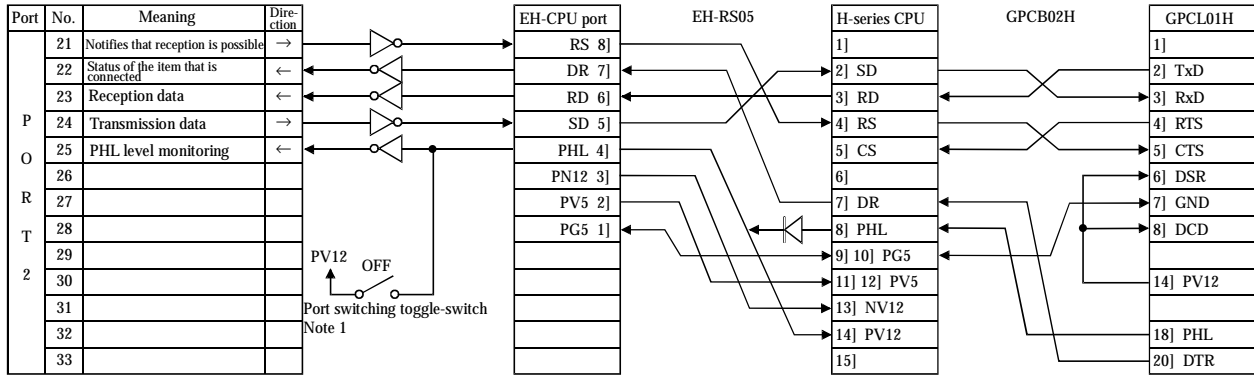 Port No. Meaning Dire-ction EH-CPU port EH-RS05 H-series CPU GPCB02H GPCL01H
21 Notifies that reception is possible → RS 8] 1] 1]
22 Status of the item that is connected ← DR 7] 2] SD 2] TxD
23 Reception data ← RD 6] 3] RD 3] RxD
P 24 Transmission data → SD 5] 4] RS 4] RTS
O 25 PHL level monitoring ← PHL 4] 5] CS 5] CTS
26 PN12 3] 6] 6] DSR
R 27 PV5 2] 7] DR 7] GND
T 28 PG5 1] 8] PHL 8] DCD
29 PV12 OFF 9] 10] PG5
2 30 11] 12] PV5 14] PV12
31 Port switching toggle-switch 13] NV12
32 Note 1 14] PV12 18] PHL
33 15] 20] DTR